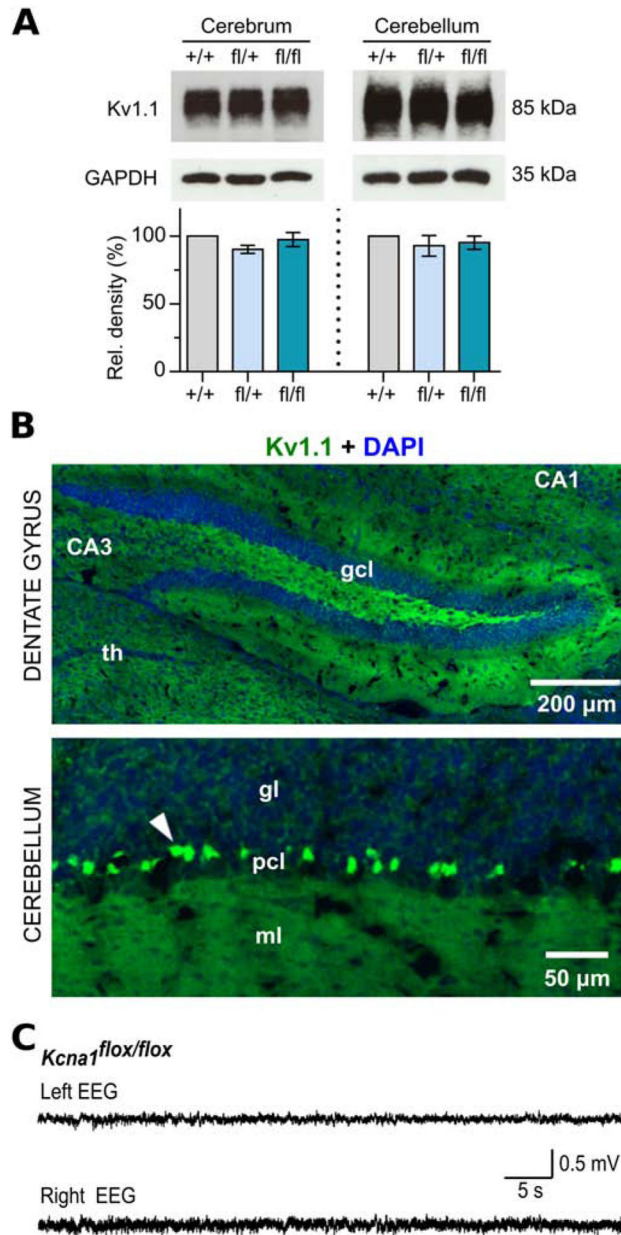 A
Cerebrum Cerebellum
+/+ fl/+ fl/fl +/+ fl/+ fl/fl
Kv1.1 85 kDa
GAPDH 35 kDa
Rel. density (%)
100
50
0
+/+ fl/+ fl/fl +/+ fl/+ fl/fl
B
Kv1.1 + DAPI
DENTATE GYRUS
CA1
CA3
gcl
th
200 µm
CEREBELLUM
gl
pcl
ml
50 µm
C
Kcna1flox/flox
Left EEG
0.5 mV
5 s
Right EEG